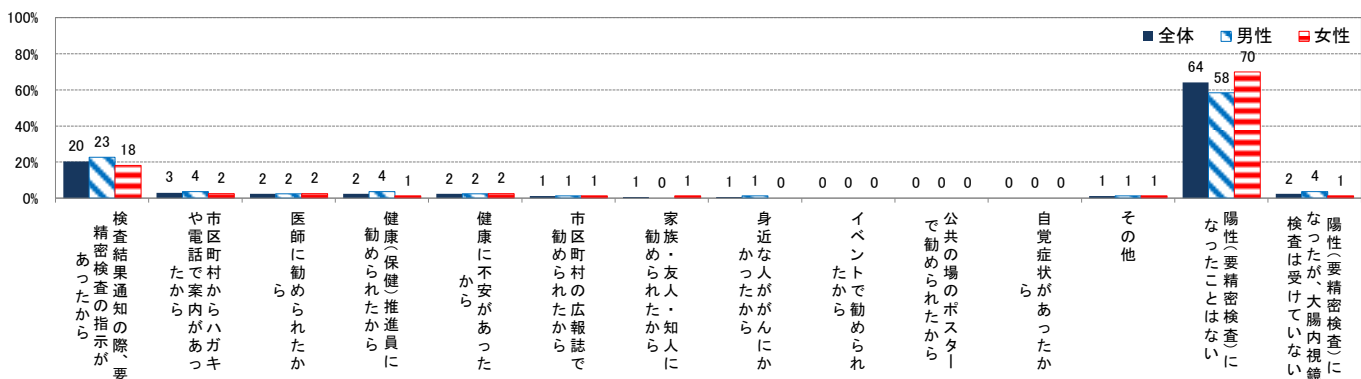 100%
80%
60%
40%
20%
0%
全体 男性 女性
20 23 18
3 4 2
2 2 2
2 4 1
2 2 2
1 1 1
1 0 1
1 1 0
0 0 0
0 0 0
0 0 0
1 1 1
64 58 70
2 4 1
検査結果通知の際、要
精密検査の指示が
あったから
市区町村からハガキ
や電話で案内があっ
たから
医師に勧められたか
ら
健康(保健)推進員に
勧められたから
健康に不安があった
から
市区町村の広報誌で
勧められたから
家族・友人・知人に
勧められたから
身近な人ががんにか
かったから
イベントで勧められ
たから
公共の場のポスター
で勧められたから
自覚症状があったか
ら
その他
陽性(要精密検査)に
なったことはない
陽性(要精密検査)に
なったが、大腸内視鏡
検査は受けていない